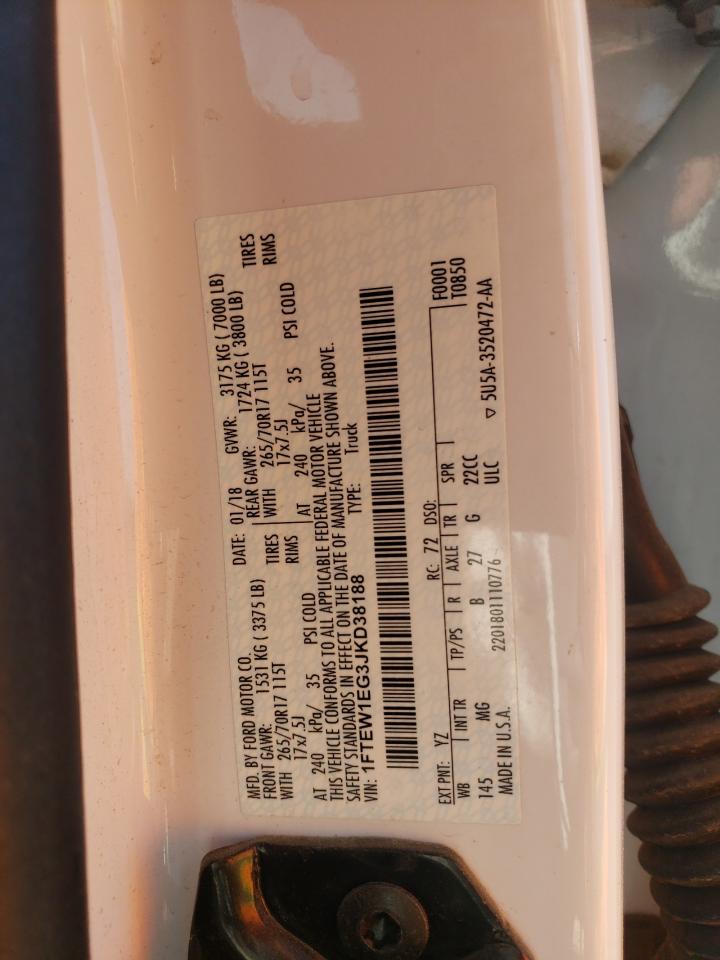 MFD. BY FORD MOTOR CO.
DATE: 01/18 GVWR: 3175 KG ( 7000 LB)
FRONT GAWR: 1531 KG ( 3375 LB)
REAR GAWR: 1724 KG ( 3800 LB)
WITH 265/70R17 115T TIRES
WITH 265/70R17 115T TIRES
17x7.5J RIMS
17x7.5J RIMS
AT 240 kPa/ 35 PSI COLD
AT 240 kPa/ 35 PSI COLD
THIS VEHICLE CONFORMS TO ALL APPLICABLE FEDERAL MOTOR VEHICLE
SAFETY STANDARDS IN EFFECT ON THE DATE OF MANUFACTURE SHOWN ABOVE.
VIN: 1FTEW1EG3JKD38188 TYPE: Truck
EXT PNT: YZ RC: 72 DSO: F0001
WB INT TR TP/PS R AXLE TR SPR T0850
145 MG B 27 G 22CC
MADE IN U.S.A. 2201801110776 ULC ▽ 5U5A-3520472-AA